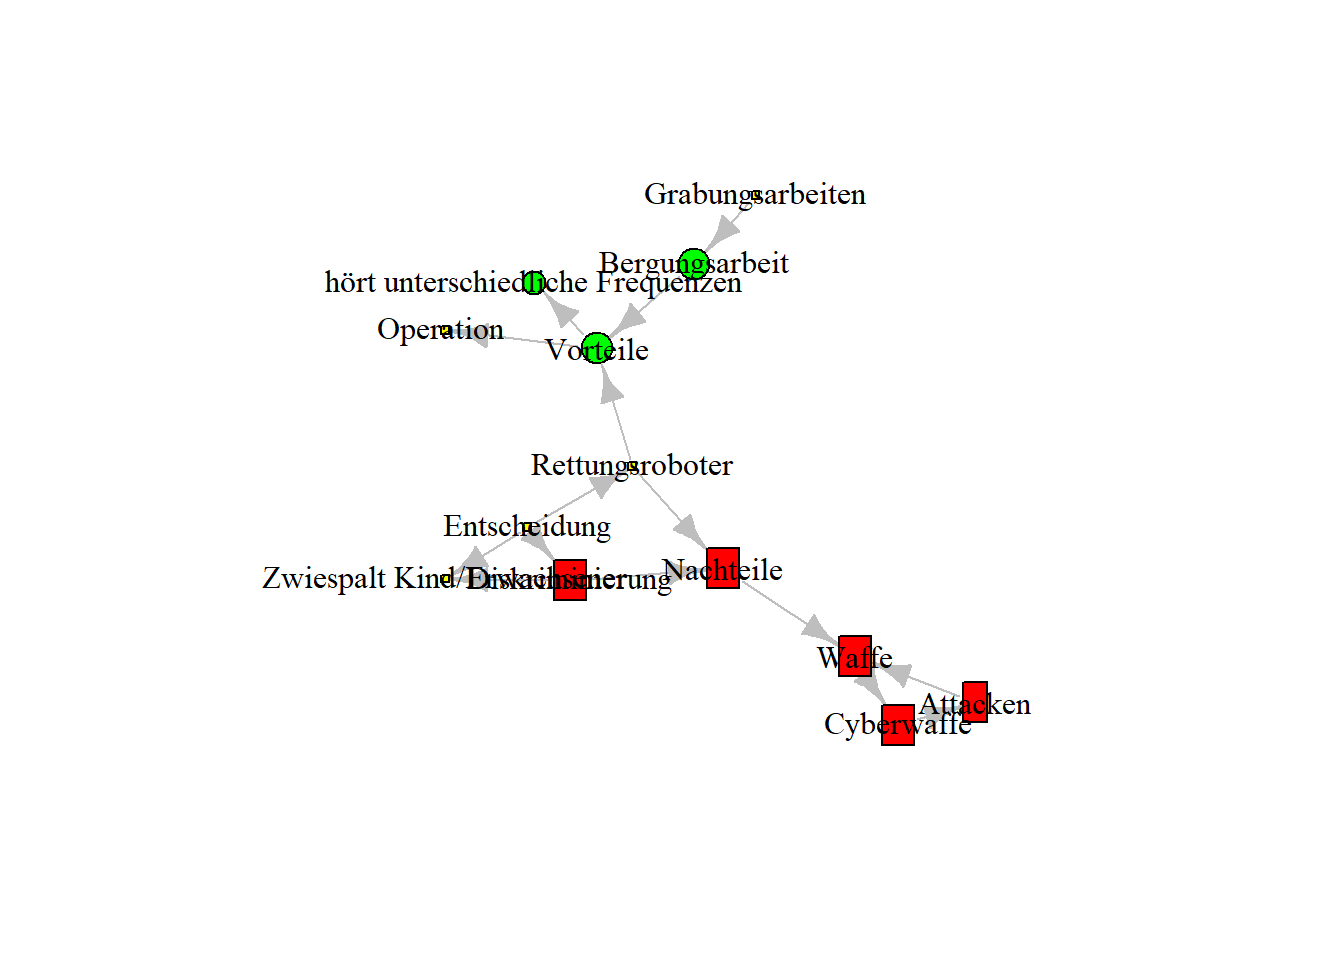 Grabungsarbeiten
Bergungsarbeit
hört unterschiedliche Frequenzen
Operation
Vorteile
Rettungsroboter
Entscheidung
Zwiespalt Kind/Erwachsener
Diskriminierung
Nachteile
Waffe
Attacken
Cyberwaffe